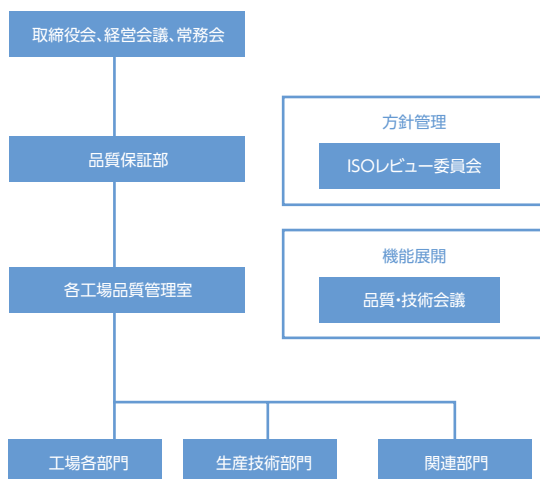 取締役会、経営会議、常務会
方針管理
品質保証部
ISOレビュー委員会
機能展開
各工場品質管理室
品質・技術会議
工場各部門
生産技術部門
関連部門